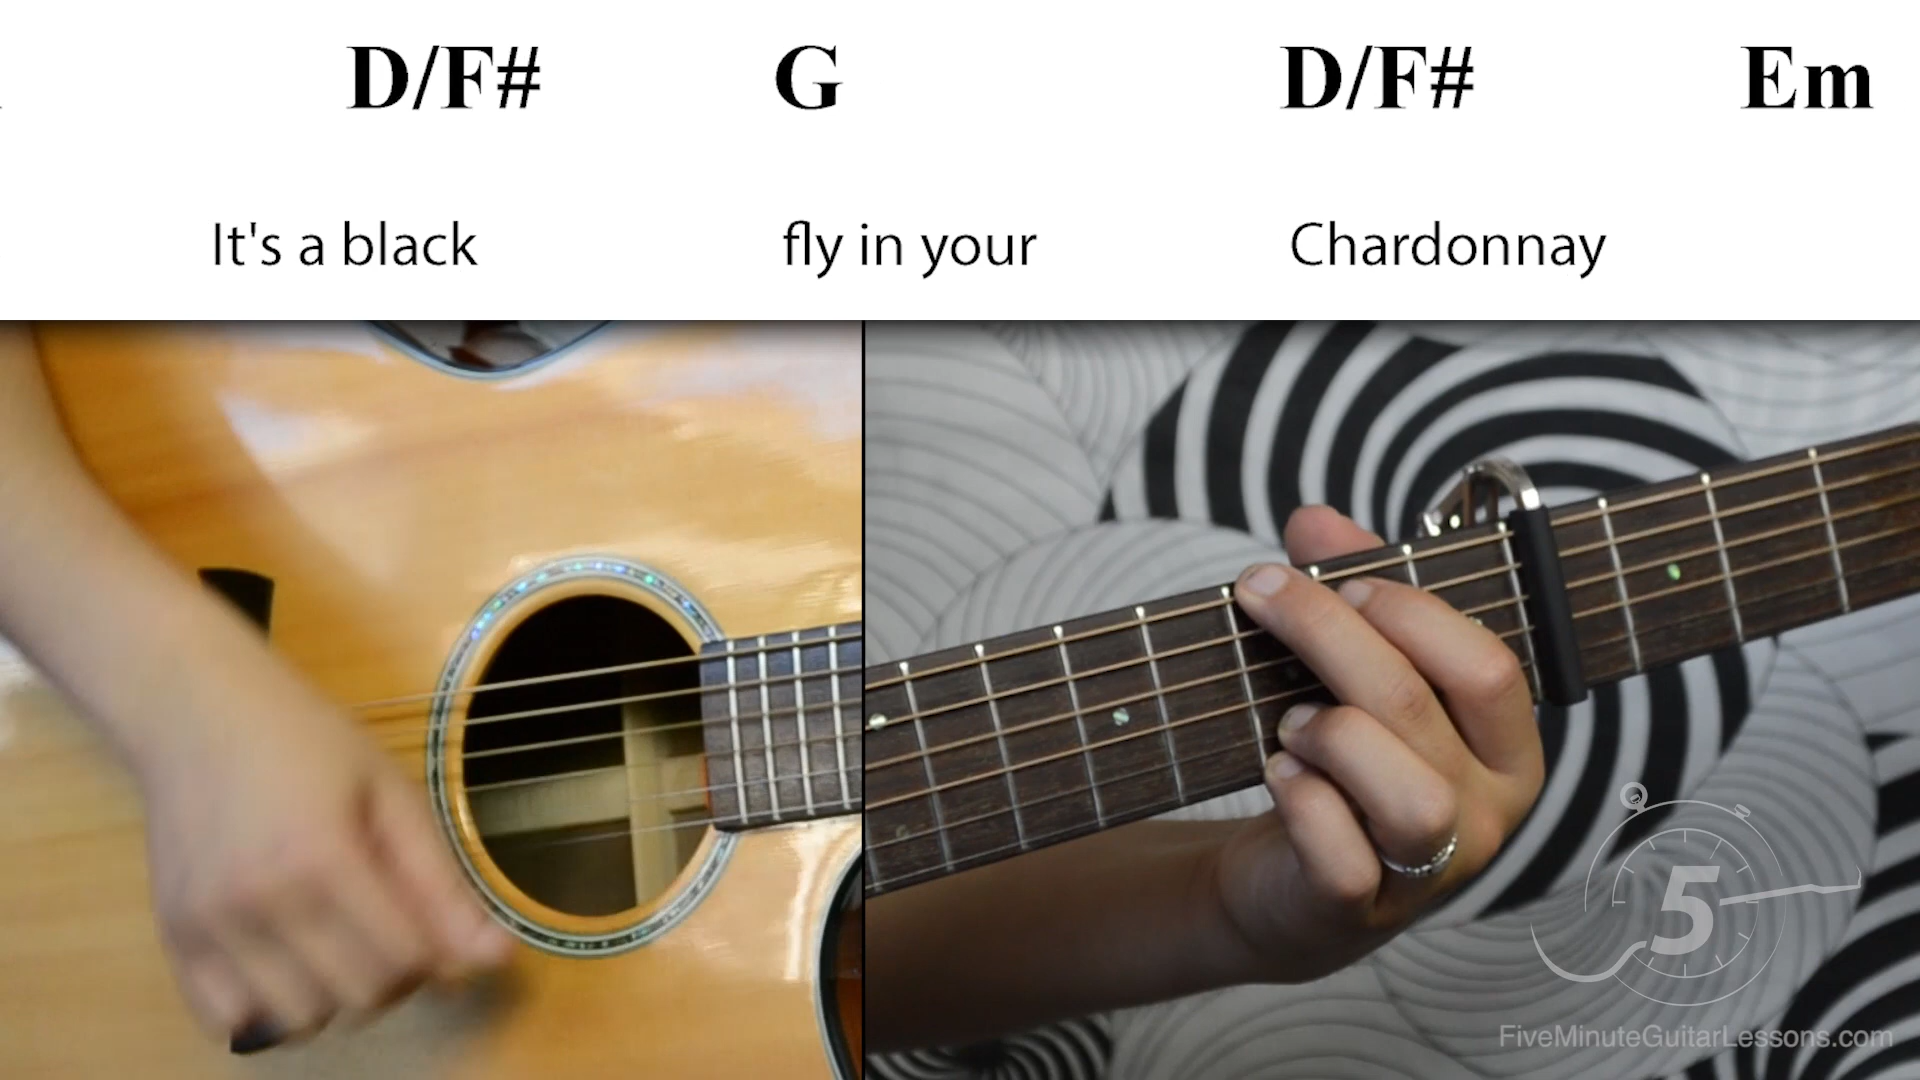 D/F# G D/F# Em
It's a black fly in your Chardonnay
5
FiveMinuteGuitarLessons.com